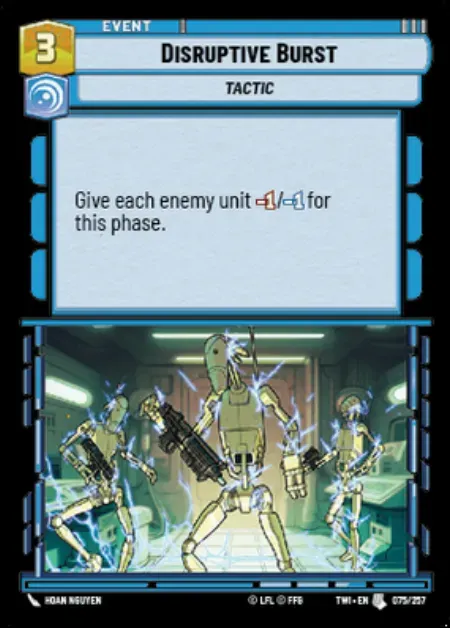 EVENT
3
DISRUPTIVE BURST
TACTIC
Give each enemy unit -1/-1 for
this phase.
HOAN NGUYEN
© LFL © FFG
TWI • EN
075/257